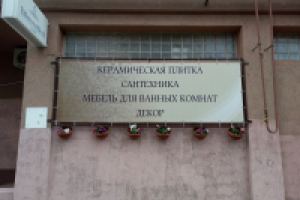 КЕРАМИЧЕСКАЯ ПЛИТКА
САНТЕХНИКА
МЕБЕЛЬ ДЛЯ ВАННЫХ КОМНАТ
ДЕКОР